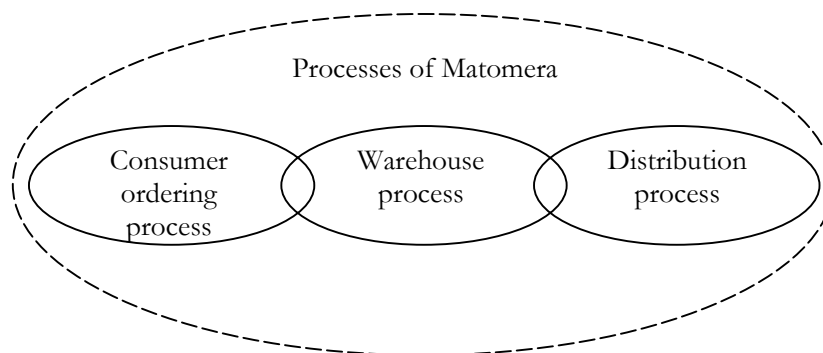 Processes of Matomera
Consumer
ordering
process
Warehouse
process
Distribution
process